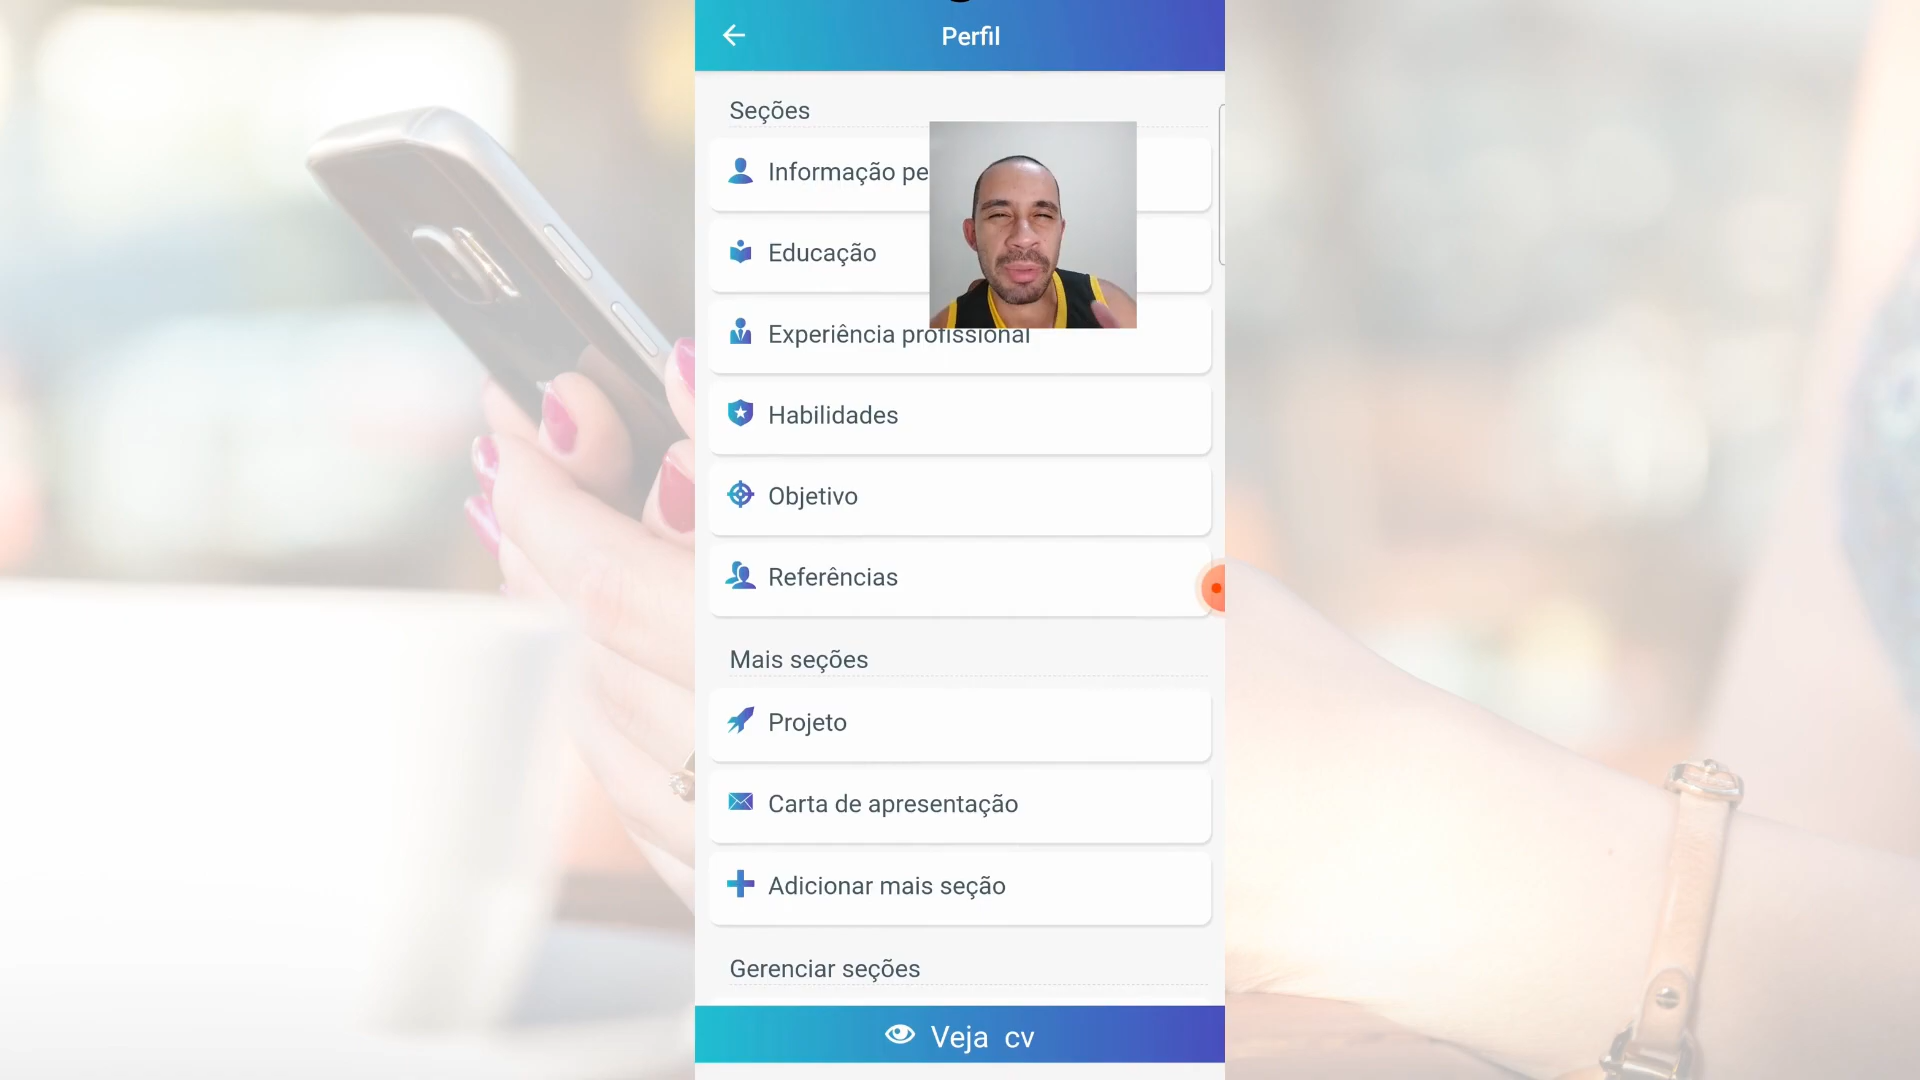 Perfil
Seções
Informação pe
Educação
Experiência profissional
Habilidades
Objetivo
Referências
Mais seções
Projeto
Carta de apresentação
Adicionar mais seção
Gerenciar seções
Veja cv